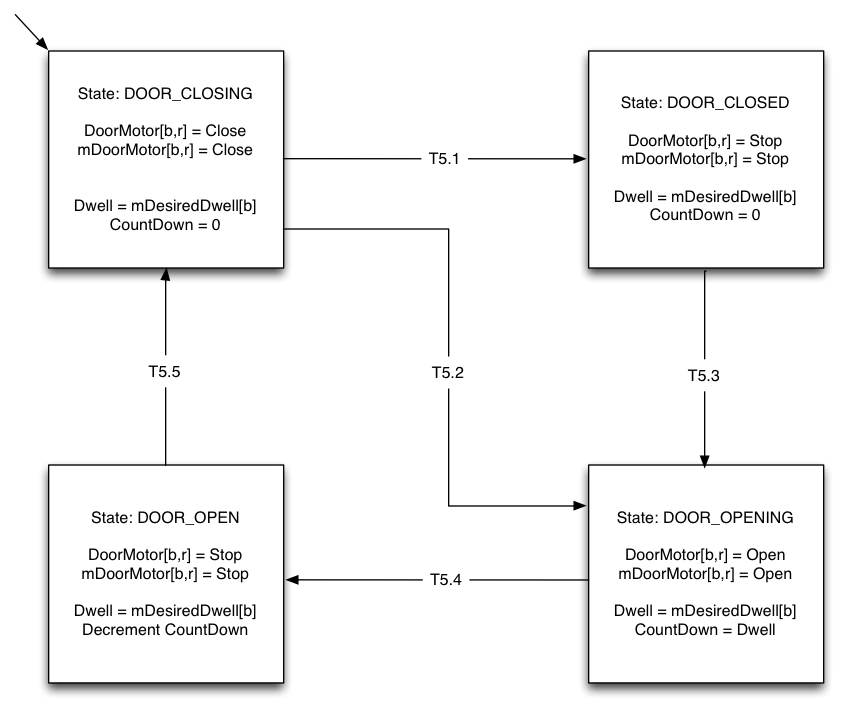 State: DOOR_CLOSING
DoorMotor[b,r] = Close
mDoorMotor[b,r] = Close
Dwell = mDesiredDwell[b]
CountDown = 0
T5.1
State: DOOR_CLOSED
DoorMotor[b,r] = Stop
mDoorMotor[b,r] = Stop
Dwell = mDesiredDwell[b]
CountDown = 0
T5.5
T5.2
T5.3
State: DOOR_OPEN
DoorMotor[b,r] = Stop
mDoorMotor[b,r] = Stop
Dwell = mDesiredDwell[b]
Decrement CountDown
T5.4
State: DOOR_OPENING
DoorMotor[b,r] = Open
mDoorMotor[b,r] = Open
Dwell = mDesiredDwell[b]
CountDown = Dwell